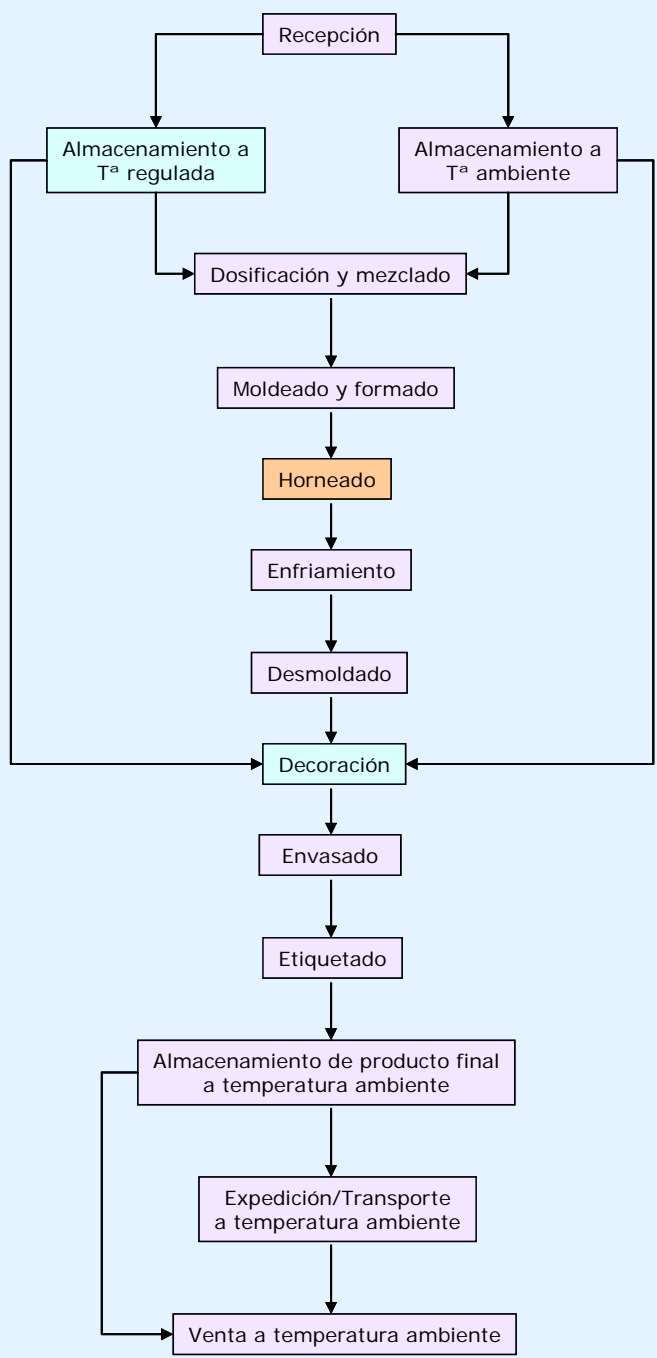 Recepción
Almacenamiento a
Tª regulada
Almacenamiento a
Tª ambiente
Dosificación y mezclado
Moldeado y formado
Horneado
Enfriamiento
Desmoldado
Decoración
Envasado
Etiquetado
Almacenamiento de producto final
a temperatura ambiente
Expedición/Transporte
a temperatura ambiente
Venta a temperatura ambiente